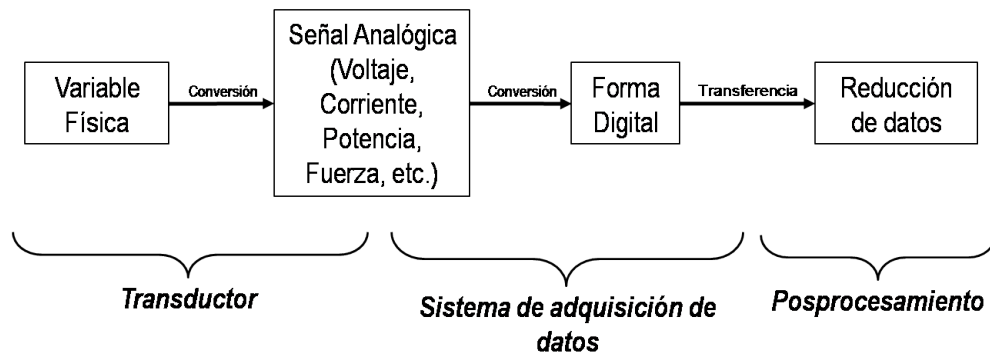 Variable
Física
Conversión
Señal Analógica
(Voltaje,
Corriente,
Potencia,
Fuerza, etc.)
Conversión
Forma
Digital
Transferencia
Reducción
de datos
Transductor
Sistema de adquisición de
datos
Posprocesamiento